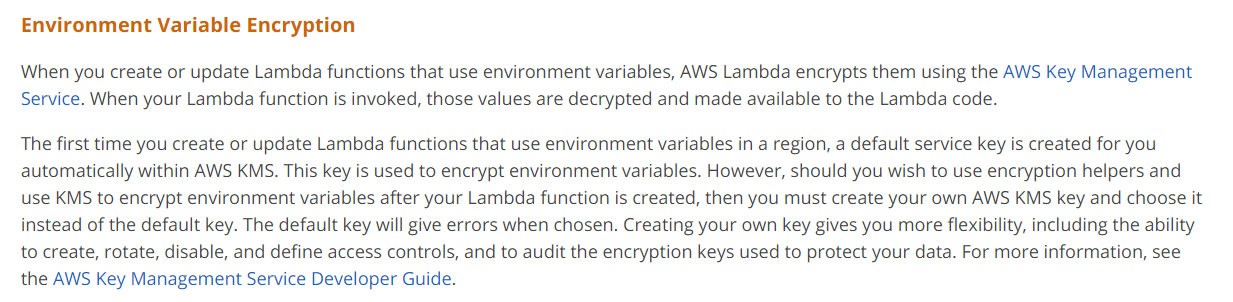 Environment Variable Encryption
When you create or update Lambda functions that use environment variables, AWS Lambda encrypts them using the AWS Key Management
Service. When your Lambda function is invoked, those values are decrypted and made available to the Lambda code.
The first time you create or update Lambda functions that use environment variables in a region, a default service key is created for you
automatically within AWS KMS. This key is used to encrypt environment variables. However, should you wish to use encryption helpers and
use KMS to encrypt environment variables after your Lambda function is created, then you must create your own AWS KMS key and choose it
instead of the default key. The default key will give errors when chosen. Creating your own key gives you more flexibility, including the ability
to create, rotate, disable, and define access controls, and to audit the encryption keys used to protect your data. For more information, see
the AWS Key Management Service Developer Guide.